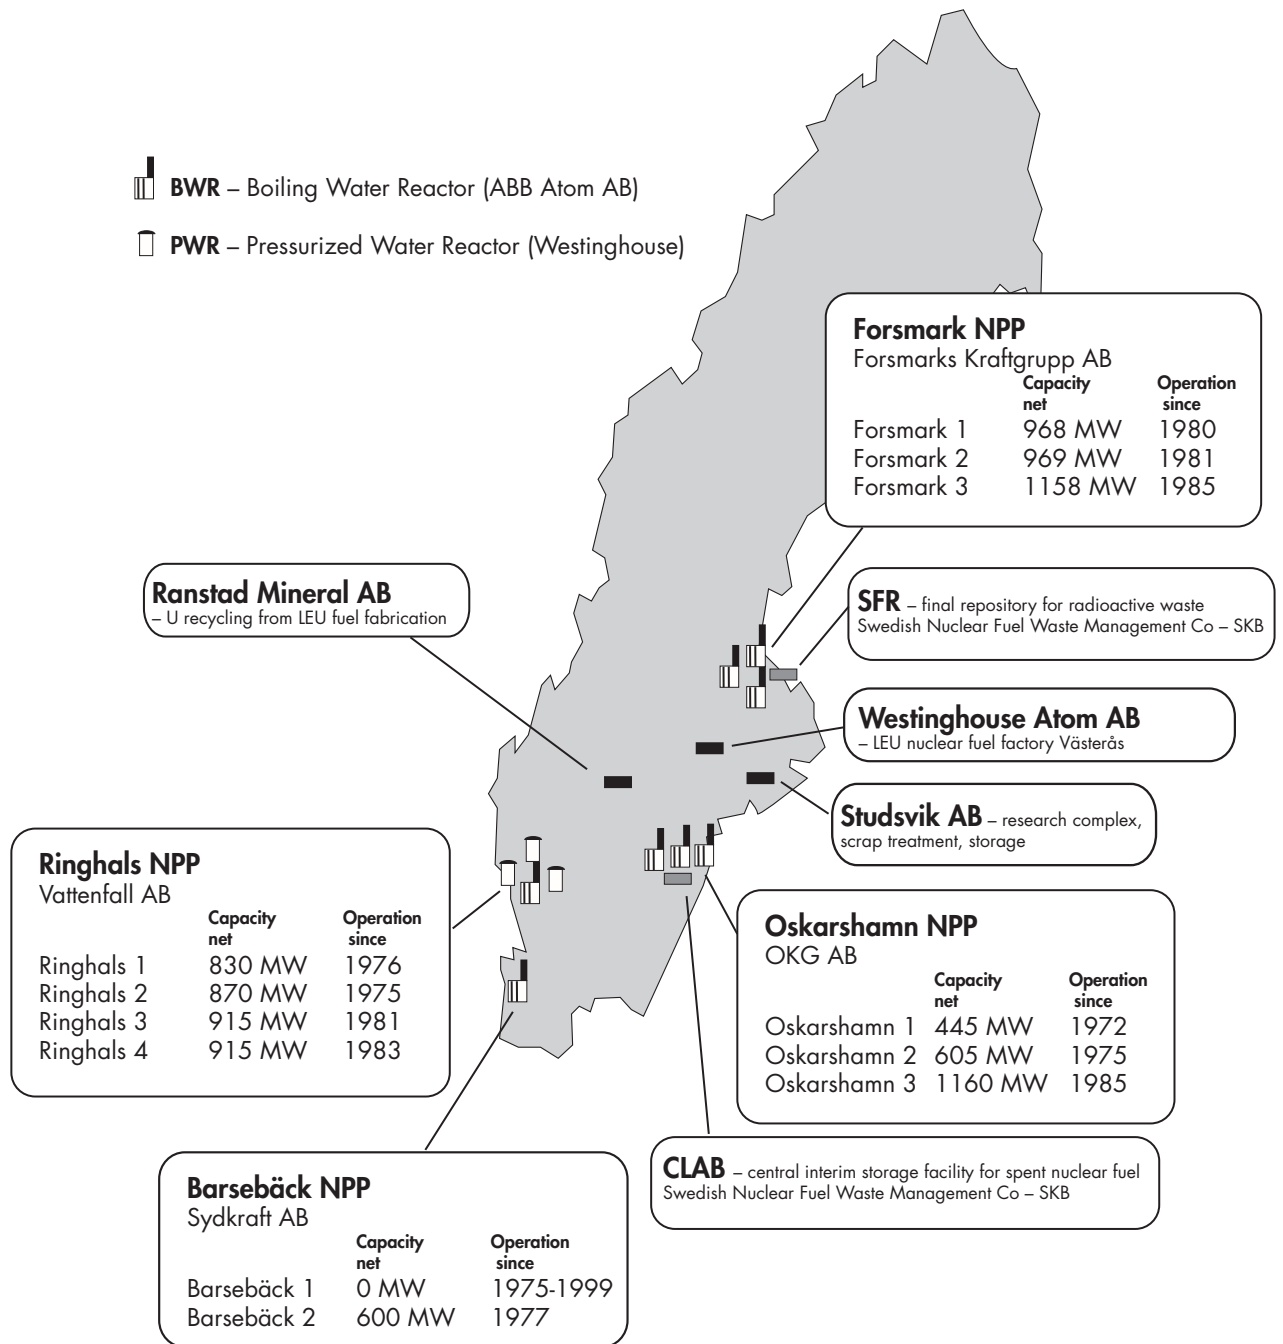 BWR – Boiling Water Reactor (ABB Atom AB)
PWR – Pressurized Water Reactor (Westinghouse)
Forsmark NPP
Forsmarks Kraftgrupp AB
Capacity Operation
net since
Forsmark 1 968 MW 1980
Forsmark 2 969 MW 1981
Forsmark 3 1158 MW 1985
Ranstad Mineral AB
– U recycling from LEU fuel fabrication
SFR – final repository for radioactive waste
Swedish Nuclear Fuel Waste Management Co – SKB
Westinghouse Atom AB
– LEU nuclear fuel factory Västerås
Studsvik AB – research complex,
scrap treatment, storage
Ringhals NPP
Vattenfall AB
Capacity Operation
net since
Ringhals 1 830 MW 1976
Ringhals 2 870 MW 1975
Ringhals 3 915 MW 1981
Ringhals 4 915 MW 1983
Oskarshamn NPP
OKG AB
Capacity Operation
net since
Oskarshamn 1 445 MW 1972
Oskarshamn 2 605 MW 1975
Oskarshamn 3 1160 MW 1985
CLAB – central interim storage facility for spent nuclear fuel
Swedish Nuclear Fuel Waste Management Co – SKB
Barsebäck NPP
Sydkraft AB
Capacity Operation
net since
Barsebäck 1 0 MW 1975-1999
Barsebäck 2 600 MW 1977